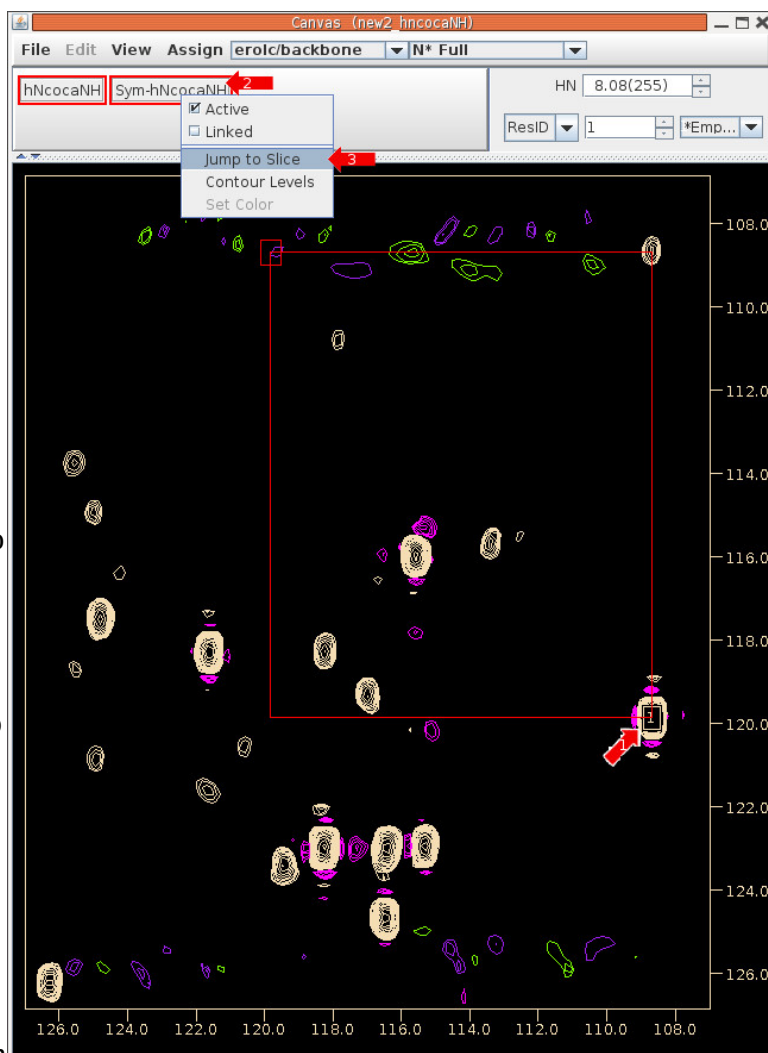 Canvas (new2_hncocaNH)
File Edit View Assign erolc/backbone N* Full
hNcocaNH Sym-hNcocaNH 2
HN 8.08(255)
Active
Linked
ResID 1 *Emp...
Jump to Slice 3
Contour Levels
Set Color
108.0
110.0
112.0
114.0
116.0
118.0
1
120.0
1
122.0
124.0
126.0
126.0 124.0 122.0 120.0 118.0 116.0 114.0 112.0 110.0 108.0